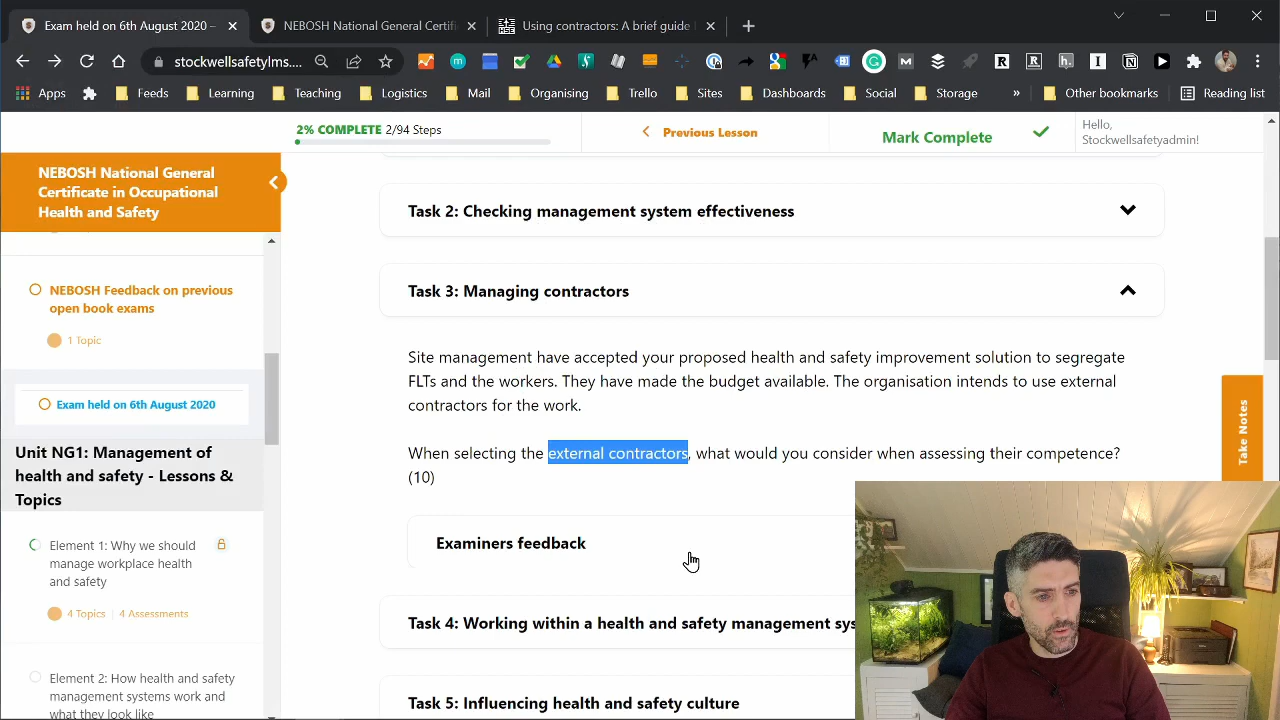 Exam held on 6th August 2020 –
NEBOSH National General Certifi
Using contractors: A brief guide
stockwellsafetylms....
Apps
Feeds
Learning
Teaching
Logistics
Mail
Organising
Trello
Sites
Dashboards
Social
Storage
»
Other bookmarks
Reading list
2% COMPLETE 2/94 Steps
Previous Lesson
Mark Complete
Hello,
Stockwellsafetyadmin!
NEBOSH National General
Certificate in Occupational
Health and Safety
NEBOSH Feedback on previous
open book exams
1 Topic
Exam held on 6th August 2020
Unit NG1: Management of
health and safety - Lessons &
Topics
Element 1: Why we should
manage workplace health
and safety
4 Topics | 4 Assessments
Element 2: How health and safety
management systems work and
what they look like
Task 2: Checking management system effectiveness
Task 3: Managing contractors
Site management have accepted your proposed health and safety improvement solution to segregate
FLTs and the workers. They have made the budget available. The organisation intends to use external
contractors for the work.
When selecting the external contractors, what would you consider when assessing their competence?
(10)
Examiners feedback
Task 4: Working within a health and safety management sys
Task 5: Influencing health and safety culture
Take Notes